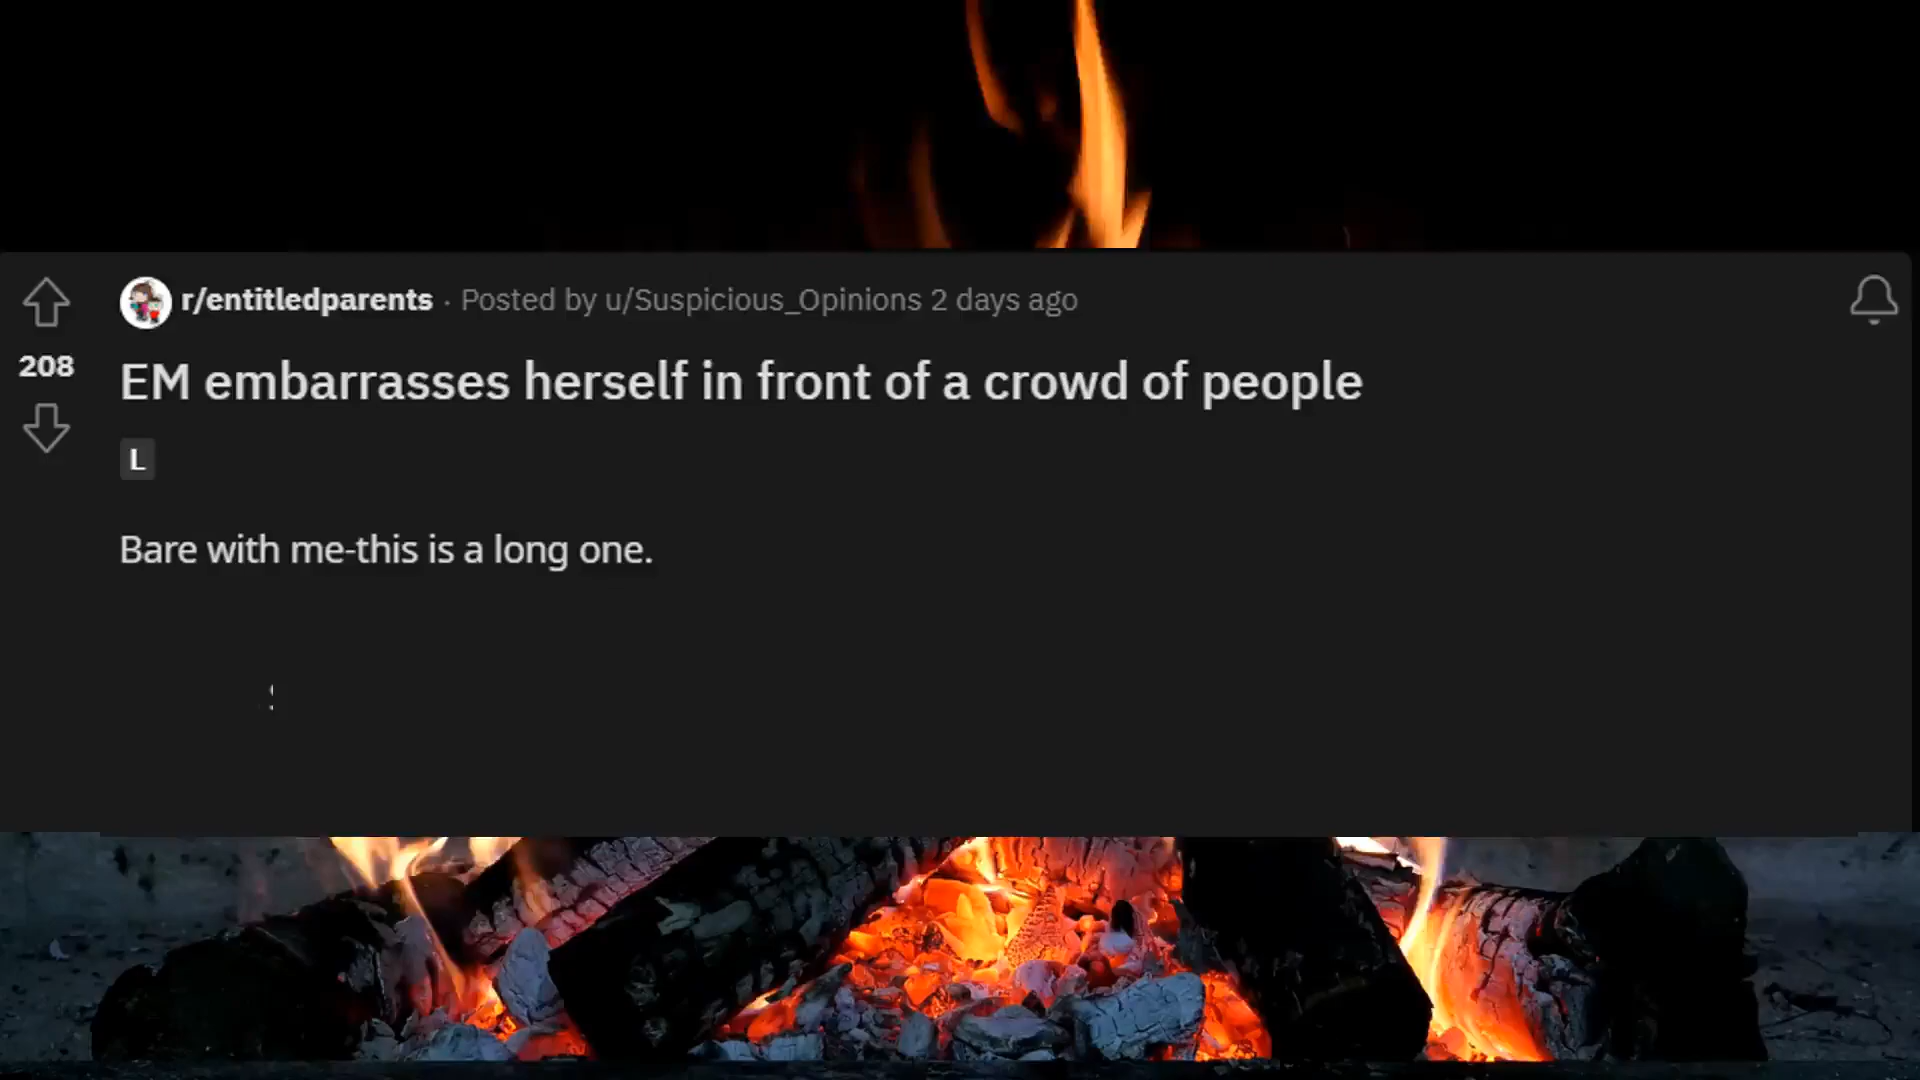 r/entitledparents · Posted by u/Suspicious_Opinions 2 days ago
208
EM embarrasses herself in front of a crowd of people
L
Bare with me-this is a long one.